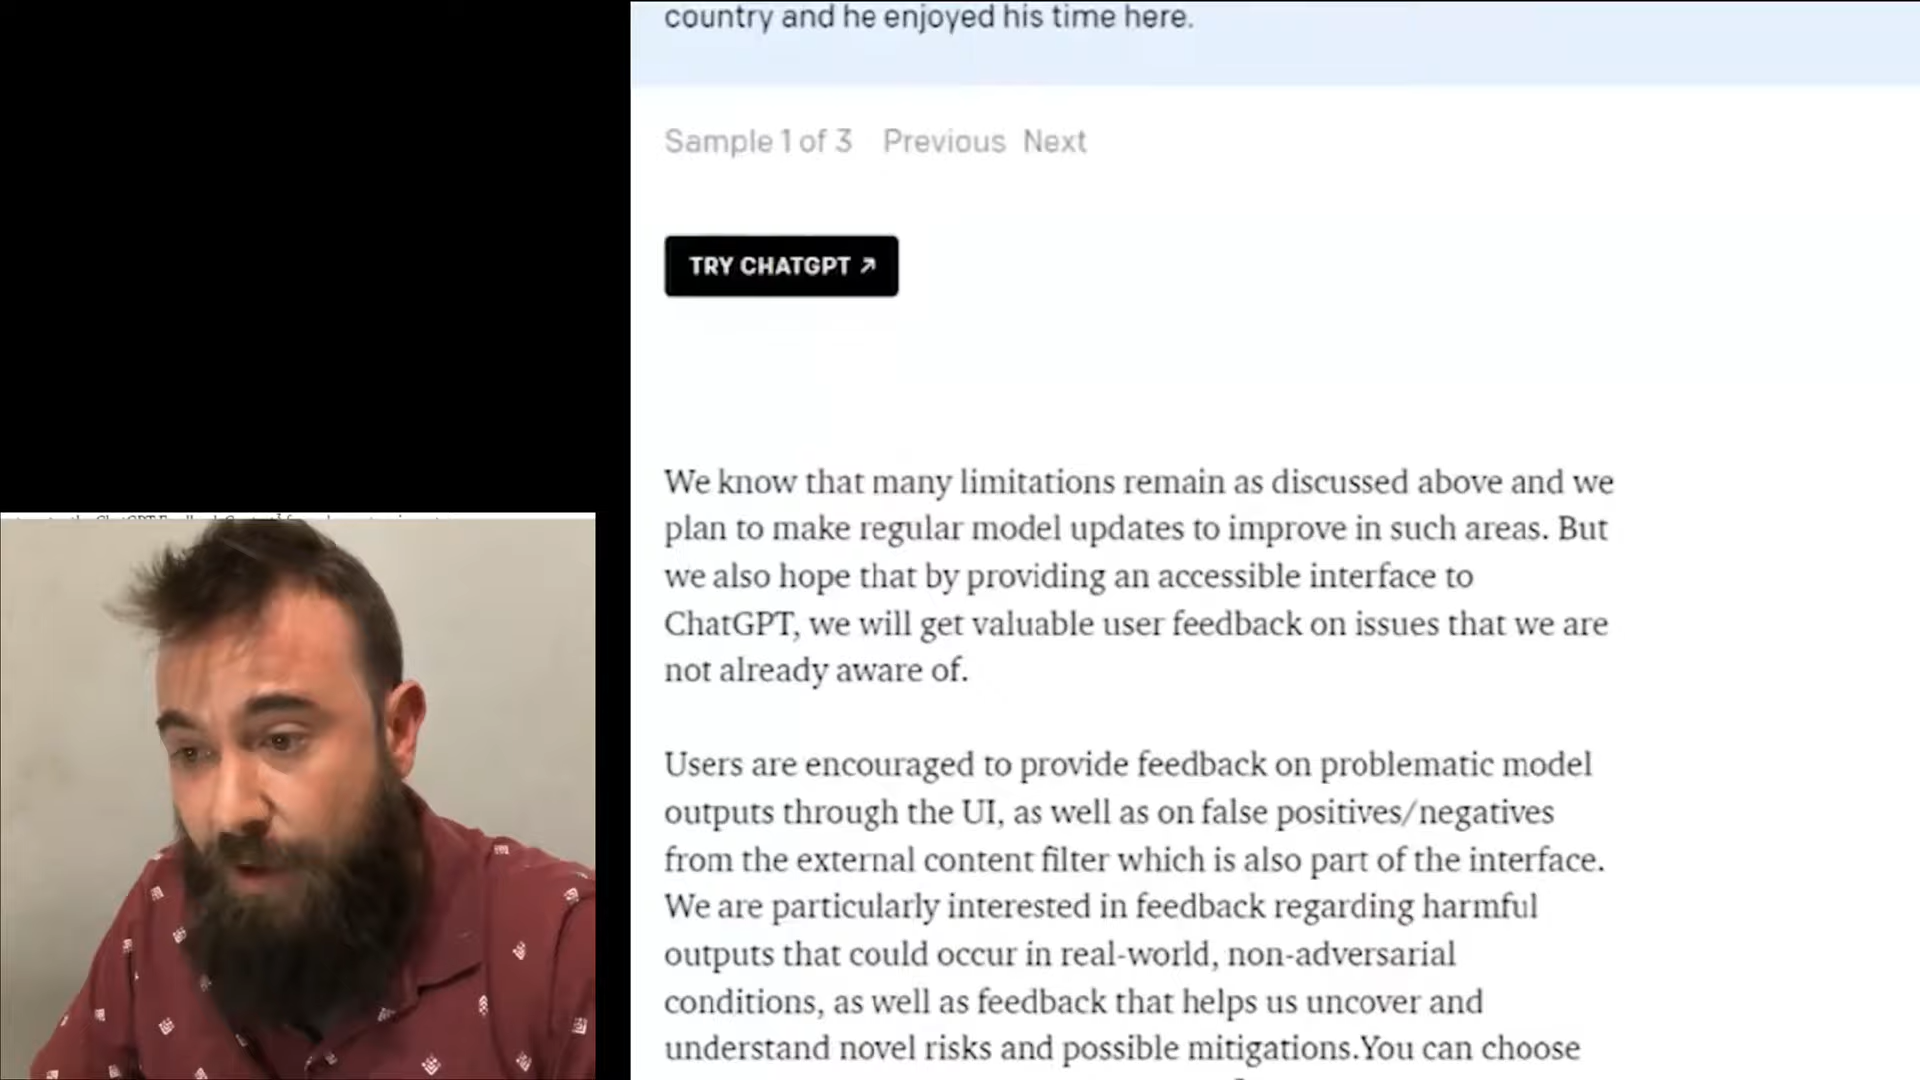 country and he enjoyed his time here.
Sample 1 of 3 Previous Next
TRY CHATGPT ↗
We know that many limitations remain as discussed above and we
plan to make regular model updates to improve in such areas. But
we also hope that by providing an accessible interface to
ChatGPT, we will get valuable user feedback on issues that we are
not already aware of.
Users are encouraged to provide feedback on problematic model
outputs through the UI, as well as on false positives/negatives
from the external content filter which is also part of the interface.
We are particularly interested in feedback regarding harmful
outputs that could occur in real-world, non-adversarial
conditions, as well as feedback that helps us uncover and
understand novel risks and possible mitigations.You can choose